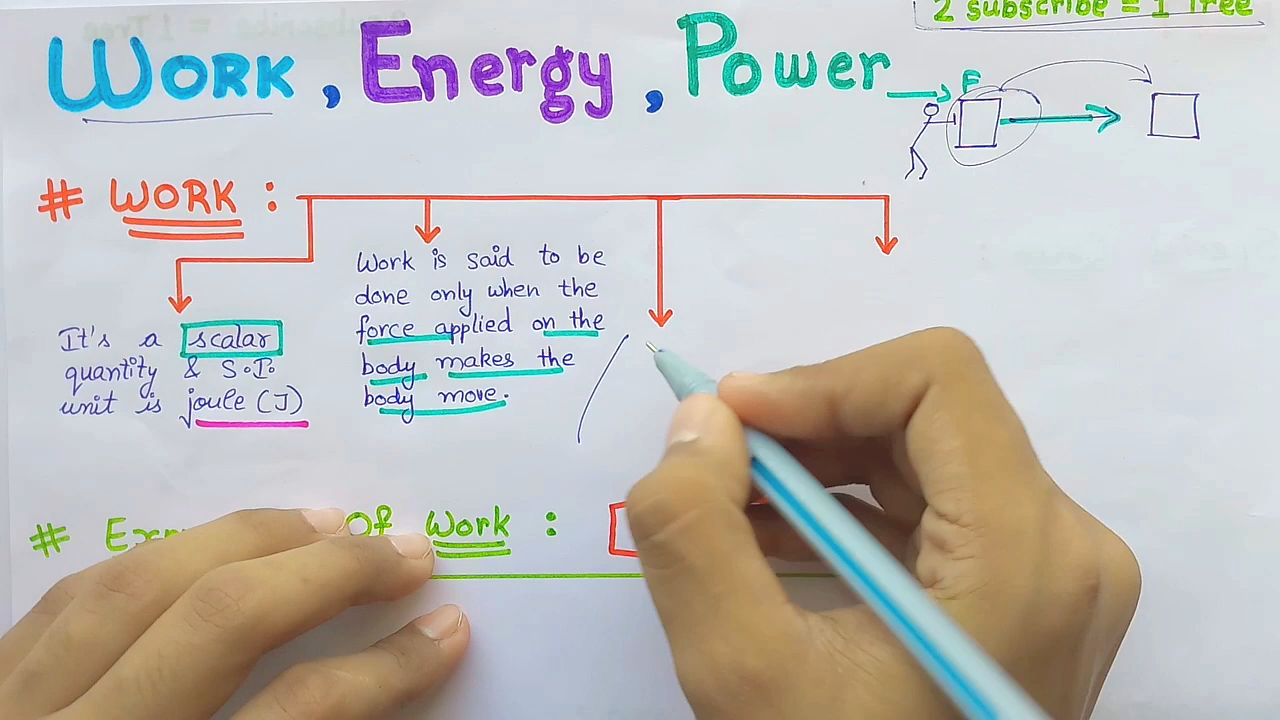 2 subscribe = 1 Tree
WORK, Energy, Power
F
# WORK :
It's a scalar
quantity & S.I.
unit is joule (J)
Work is said to be
done only when the
force applied on the
body makes the
body move.
# Of Work :